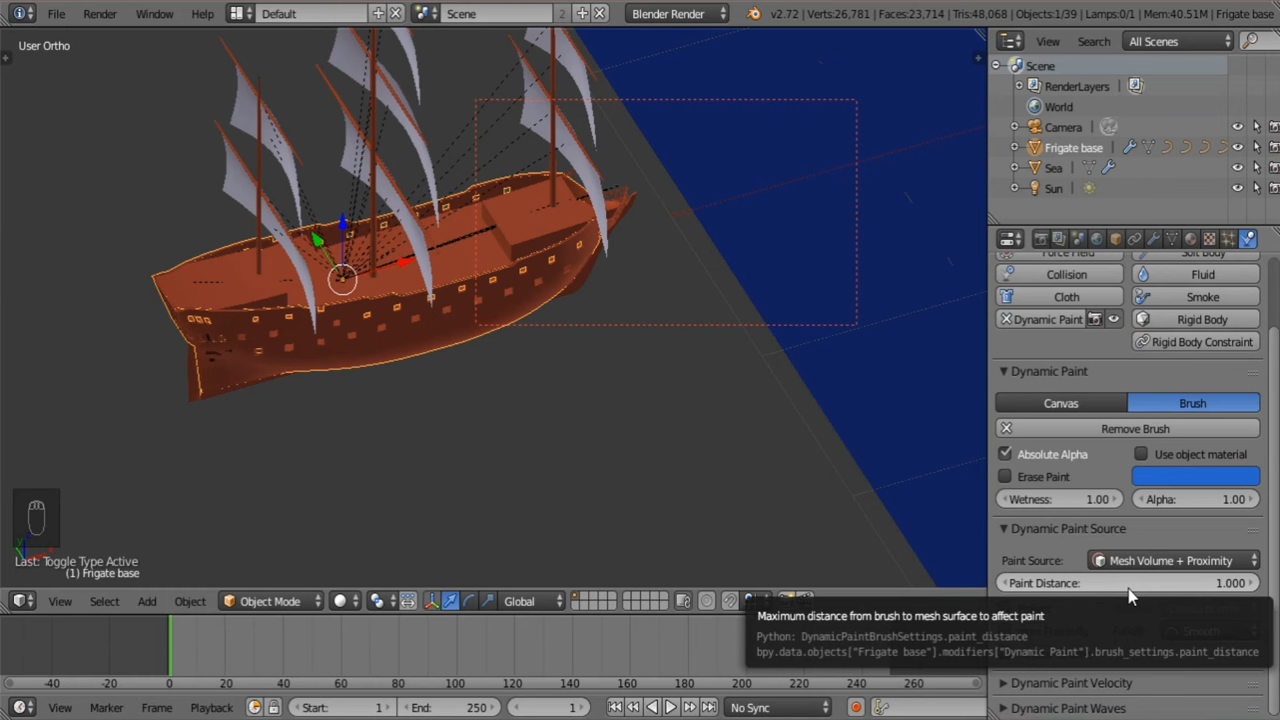 File Render Window Help Default Scene 2 Blender Render v2.72 | Verts:26,781 | Faces:23,714 | Tris:48,068 | Objects:1/39 | Lamps:0/1 | Mem:40.51M | Frigate base
User Ortho
View Search All Scenes
Scene
RenderLayers
World
Camera
Frigate base
Sea
Sun
Collision Fluid
Cloth Smoke
Dynamic Paint Rigid Body
Rigid Body Constraint
Dynamic Paint
Canvas Brush
Remove Brush
Absolute Alpha Use object material
Erase Paint
Wetness: 1.00 Alpha: 1.00
Dynamic Paint Source
Paint Source: Mesh Volume + Proximity
Paint Distance: 1.000
Last: Toggle Type Active
(1) Frigate base
View Select Add Object Object Mode Global
Maximum distance from brush to mesh surface to affect paint
Python: DynamicPaintBrushSettings.paint_distance
bpy.data.objects["Frigate base"].modifiers["Dynamic Paint"].brush_settings.paint_distance
Smooth
Dynamic Paint Velocity
Dynamic Paint Waves
-40 -20 0 20 40 60 80 100 120 140 160 180 200 220 240 260
View Marker Frame Playback Start: 1 End: 250 1 No Sync